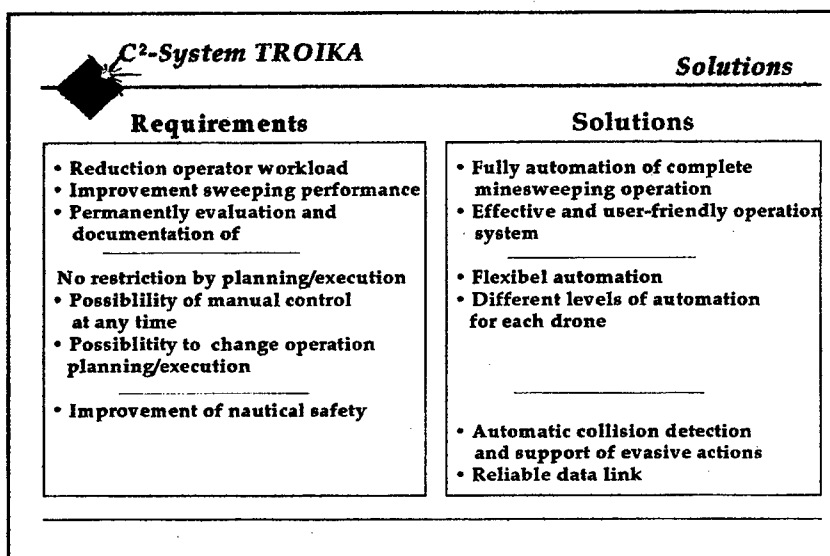 C²-System TROIKA
Solutions
Requirements
• Reduction operator workload
• Improvement sweeping performance
• Permanently evaluation and
documentation of
No restriction by planning/execution
• Possiblility of manual control
at any time
• Possiblitity to change operation
planning/execution
• Improvement of nautical safety
Solutions
• Fully automation of complete
minesweeping operation
• Effective and user-friendly operation
system
• Flexibel automation
• Different levels of automation
for each drone
• Automatic collision detection
and support of evasive actions
• Reliable data link